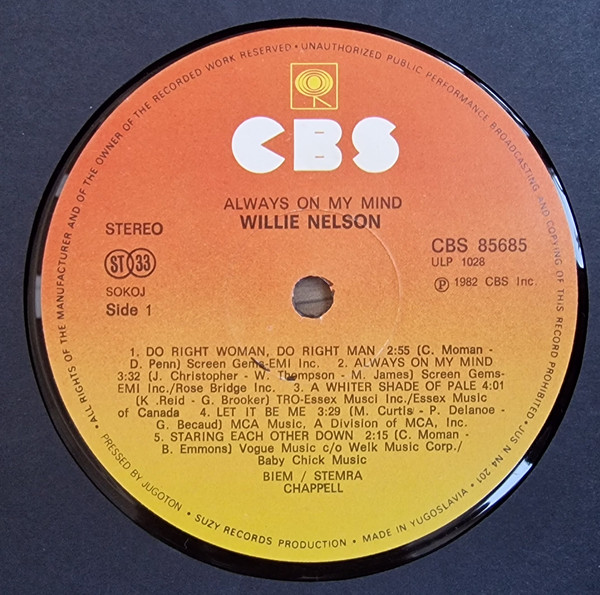 CBS
ALWAYS ON MY MIND
WILLIE NELSON
STEREO
ST 33
SOKOJ
Side 1
CBS 85685
ULP 1028
Ⓟ 1982 CBS Inc.
1. DO RIGHT WOMAN, DO RIGHT MAN 2:55 (C. Moman -
D. Penn) Screen Gems-EMI Inc. 2. ALWAYS ON MY MIND
3:32 (J. Christopher - W. Thompson - M. James) Screen Gems-
EMI Inc./Rose Bridge Inc. 3. A WHITER SHADE OF PALE 4:01
(K .Reid - G. Brooker) TRO-Essex Musci Inc./Essex Music
of Canada 4. LET IT BE ME 3:29 (M. Curtis - P. Delanoe -
G. Becaud) MCA Music, A Division of MCA, Inc.
5. STARING EACH OTHER DOWN 2:15 (C. Moman -
B. Emmons) Vogue Music c/o Welk Music Corp./
Baby Chick Music
BIEM / STEMRA
CHAPPELL
• ALL RIGHTS OF THE MANUFACTURER AND OF THE OWNER OF THE RECORDED WORK RESERVED • UNAUTHORIZED PUBLIC PERFORMANCE BROADCASTING AND COPYING OF THIS RECORD PROHIBITED • JUS N N4 201
PRESSED BY JUGOTON • SUZY RECORDS PRODUCTION • MADE IN YUGOSLAVIA •